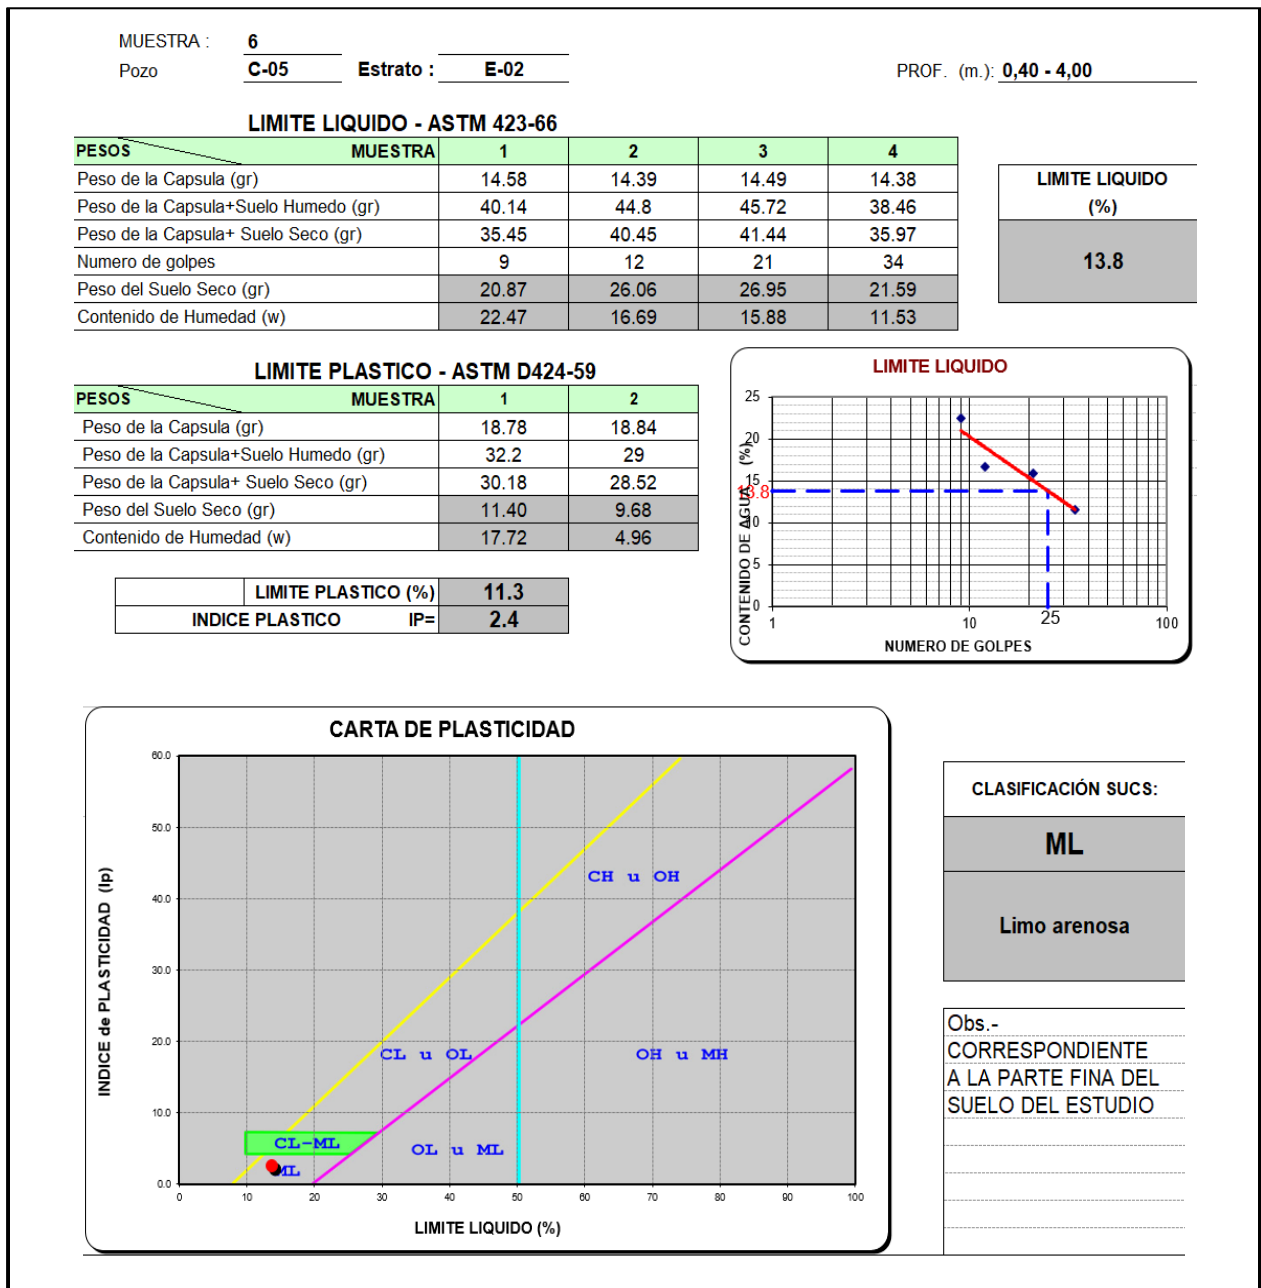 MUESTRA : 6
Pozo C-05 Estrato : E-02 PROF. (m.): 0,40 - 4,00
LIMITE LIQUIDO - ASTM 423-66
PESOS MUESTRA 1 2 3 4
Peso de la Capsula (gr) 14.58 14.39 14.49 14.38
Peso de la Capsula+Suelo Humedo (gr) 40.14 44.8 45.72 38.46
Peso de la Capsula+ Suelo Seco (gr) 35.45 40.45 41.44 35.97
Numero de golpes 9 12 21 34
Peso del Suelo Seco (gr) 20.87 26.06 26.95 21.59
Contenido de Humedad (w) 22.47 16.69 15.88 11.53
LIMITE LIQUIDO
(%)
13.8
LIMITE PLASTICO - ASTM D424-59
PESOS MUESTRA 1 2
Peso de la Capsula (gr) 18.78 18.84
Peso de la Capsula+Suelo Humedo (gr) 32.2 29
Peso de la Capsula+ Suelo Seco (gr) 30.18 28.52
Peso del Suelo Seco (gr) 11.40 9.68
Contenido de Humedad (w) 17.72 4.96
LIMITE PLASTICO (%) 11.3
INDICE PLASTICO IP= 2.4
LIMITE LIQUIDO
CONTENIDO DE AGUA (%)
25
20
15
13.8
10
5
0
1 10 25 100
NUMERO DE GOLPES
CARTA DE PLASTICIDAD
INDICE de PLASTICIDAD (Ip)
60.0
50.0
CH u OH
40.0
30.0
20.0
CL u OL OH u MH
10.0
CL-ML OL u ML
ML
0.0
0 10 20 30 40 50 60 70 80 90 100
LIMITE LIQUIDO (%)
CLASIFICACIÓN SUCS:
ML
Limo arenosa
Obs.-
CORRESPONDIENTE
A LA PARTE FINA DEL
SUELO DEL ESTUDIO